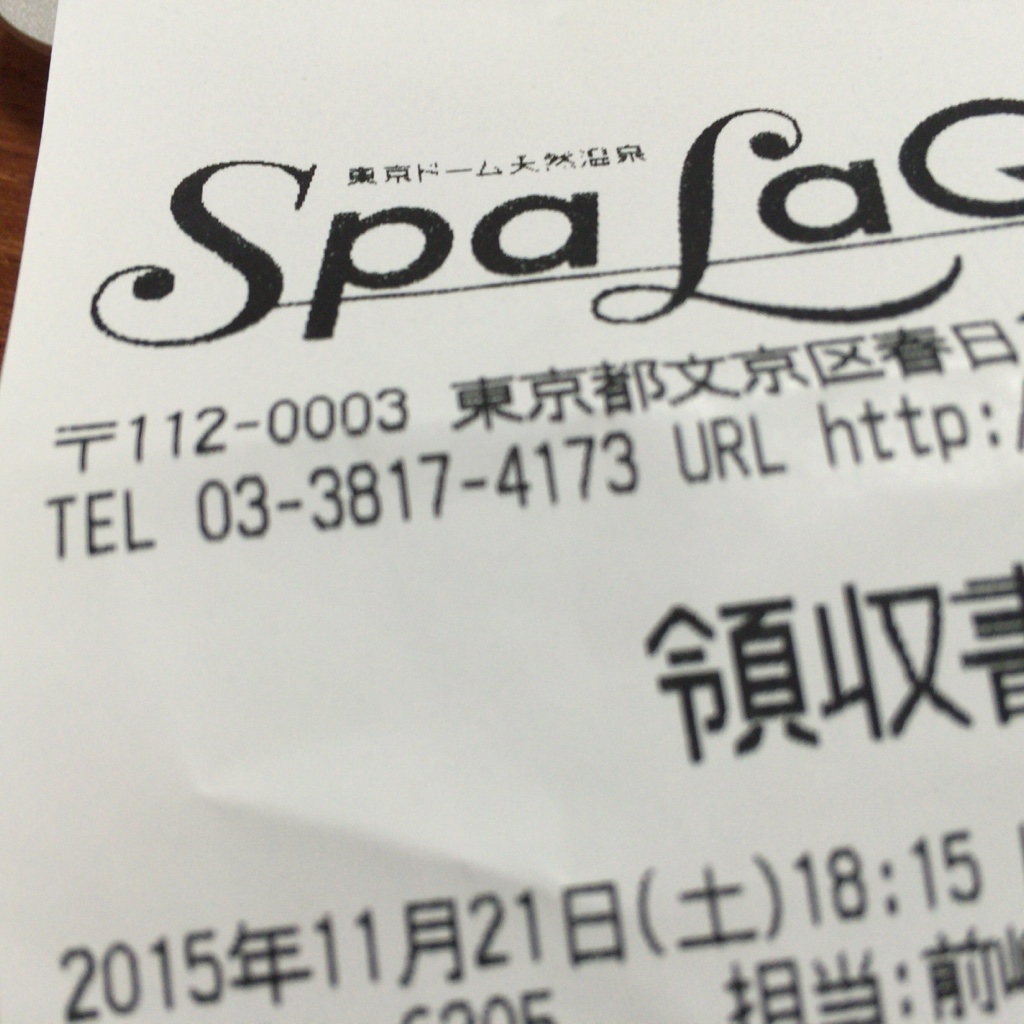 東京ドーム天然温泉
Spa LaQ
〒112-0003 東京都文京区春日
TEL 03-3817-4173 URL http:/
領収書
2015年11月21日(土)18:15
担当:前